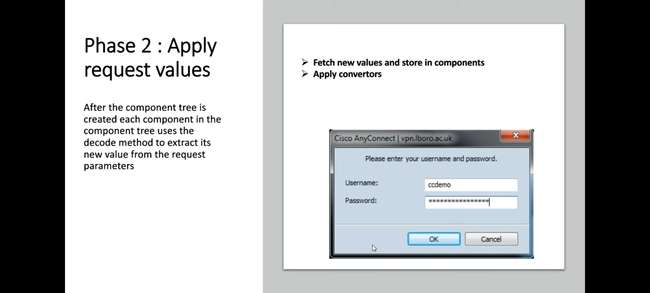 Phase 2 : Apply
request values
After the component tree is
created each component in the
component tree uses the
decode method to extract its
new value from the request
parameters
➢ Fetch new values and store in components
➢ Apply convertors
Cisco AnyConnect | vpn.lboro.ac.uk
Please enter your username and password.
Username: ccdemo
Password: ****************
OK Cancel